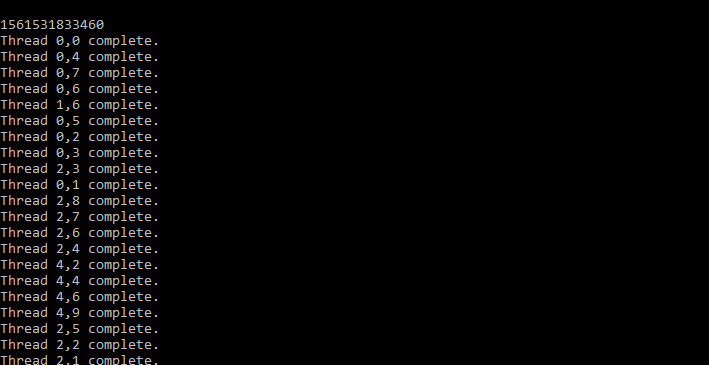 1561531833460
Thread 0,0 complete.
Thread 0,4 complete.
Thread 0,7 complete.
Thread 0,6 complete.
Thread 1,6 complete.
Thread 0,5 complete.
Thread 0,2 complete.
Thread 0,3 complete.
Thread 2,3 complete.
Thread 0,1 complete.
Thread 2,8 complete.
Thread 2,7 complete.
Thread 2,6 complete.
Thread 2,4 complete.
Thread 4,2 complete.
Thread 4,4 complete.
Thread 4,6 complete.
Thread 4,9 complete.
Thread 2,5 complete.
Thread 2,2 complete.
Thread 2,1 complete.